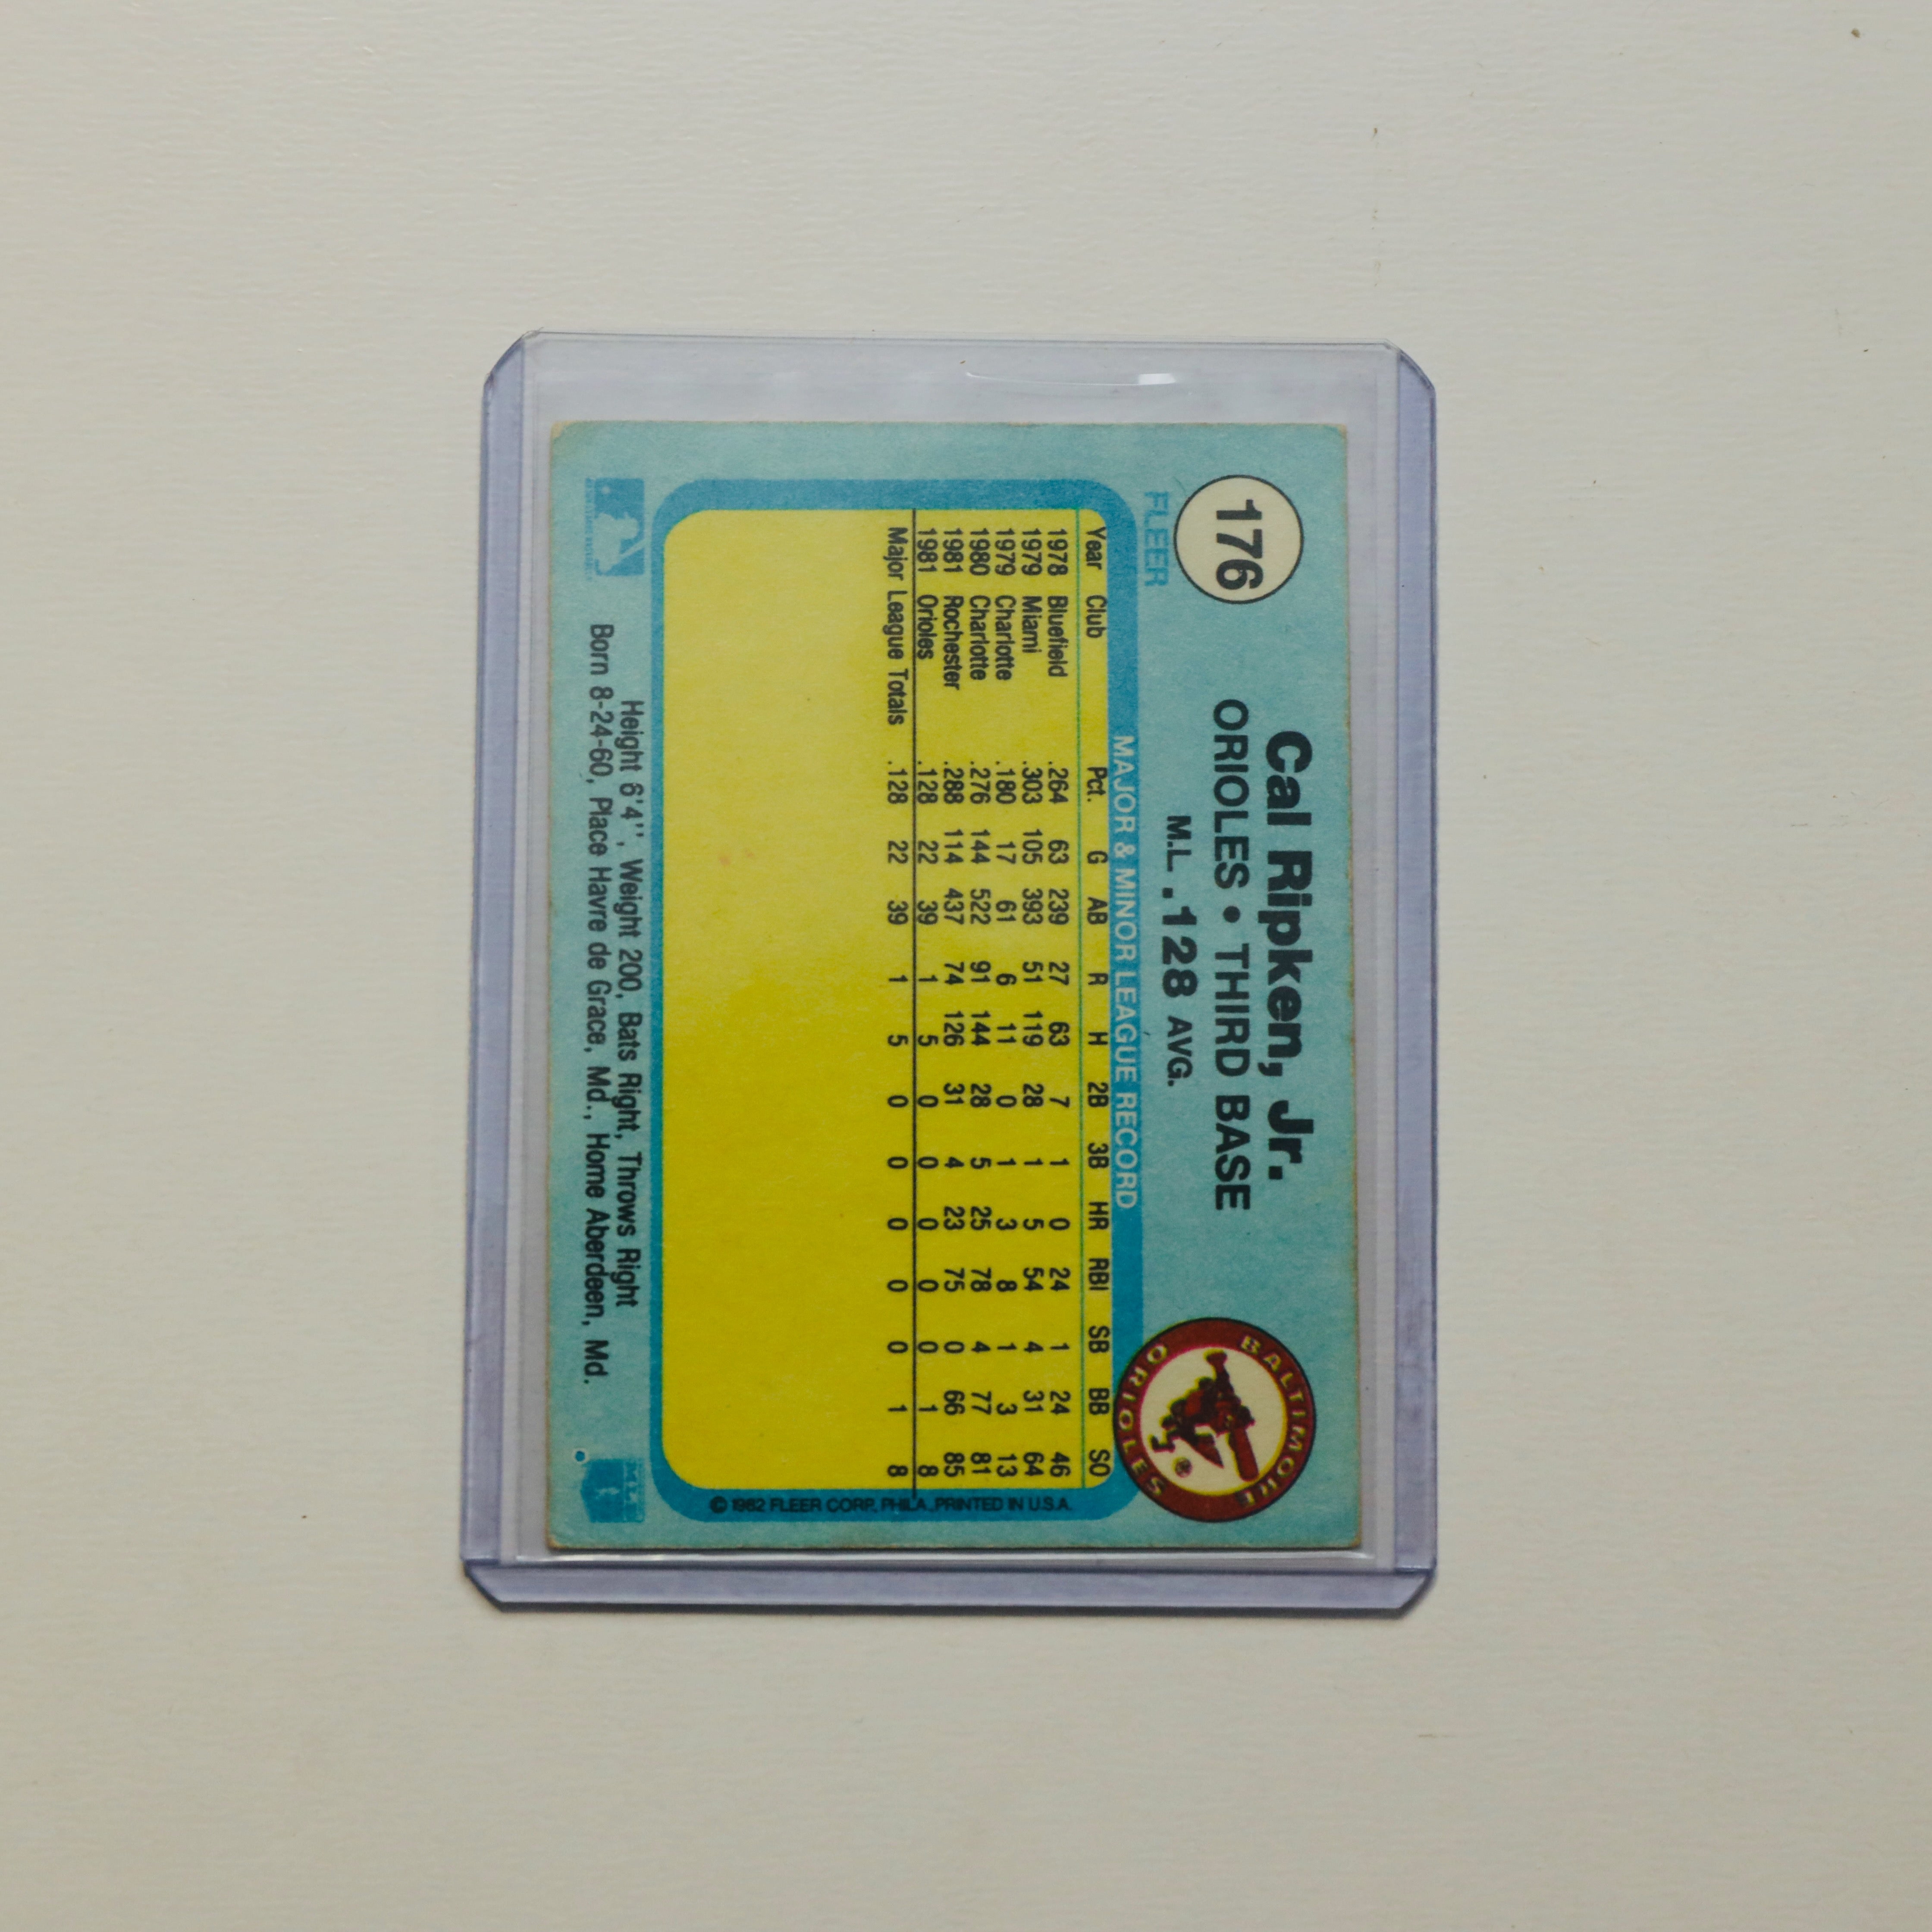 176
FLEER
Cal Ripken, Jr.
ORIOLES • THIRD BASE
M.L. .128 AVG.
BALTIMORE
ORIOLES
®
MAJOR & MINOR LEAGUE RECORD
Year Club Pct. G AB R H 2B 3B HR RBI SB BB SO
1978 Bluefield .264 63 239 27 63 7 1 0 24 1 24 46
1979 Miami .303 105 393 51 119 28 1 5 54 4 31 64
1979 Charlotte .180 17 61 6 11 0 1 3 8 1 3 13
1980 Charlotte .276 144 522 91 144 28 5 25 78 4 77 81
1981 Rochester .288 114 437 74 126 31 4 23 75 0 66 85
1981 Orioles .128 22 39 1 5 0 0 0 0 0 1 8
Major League Totals .128 22 39 1 5 0 0 0 0 0 1 8
© 1982 FLEER CORP., PHILA. PRINTED IN U.S.A.
Height 6'4'', Weight 200, Bats Right, Throws Right
Born 8-24-60, Place Havre de Grace, Md., Home Aberdeen, Md.